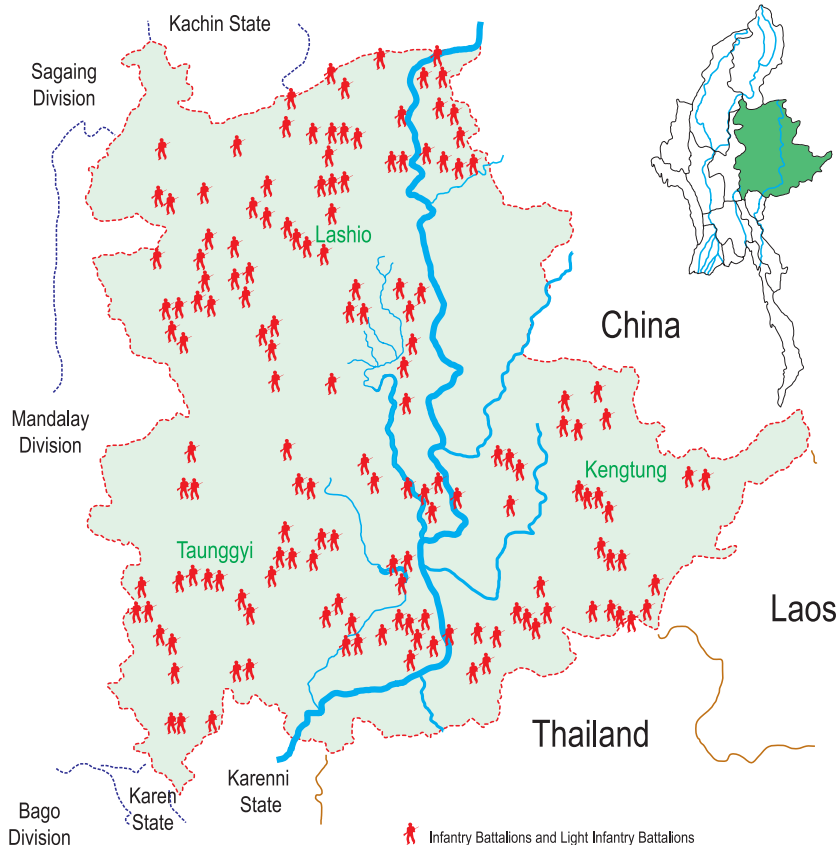 Kachin State
Sagaing
Division
Lashio
China
Mandalay
Division
Kengtung
Taunggyi
Laos
Thailand
Karenni
State
Karen
State
Bago
Division
Infantry Battalions and Light Infantry Battalions